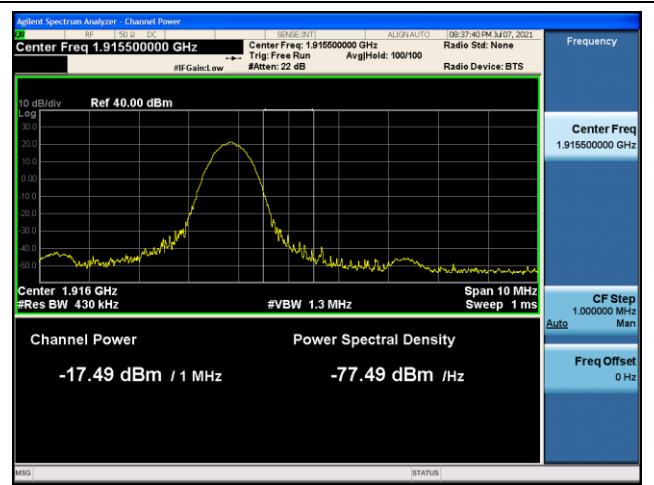 Agilent Spectrum Analyzer - Channel Power
RF 50 Ω DC SENSE:INT ALIGN AUTO 08:37:40 PM Jul 07, 2021
Center Freq 1.915500000 GHz
Center Freq: 1.915500000 GHz
Radio Std: None
Trig: Free Run Avg|Hold: 100/100
#IFGain:Low
#Atten: 22 dB
Radio Device: BTS
Frequency
10 dB/div Ref 40.00 dBm
Log
30.0
20.0
10.0
0.00
-10.0
-20.0
-30.0
-40.0
-50.0
Center 1.916 GHz
Span 10 MHz
#Res BW 430 kHz
#VBW 1.3 MHz
Sweep 1 ms
Channel Power
Power Spectral Density
-17.49 dBm / 1 MHz
-77.49 dBm /Hz
Center Freq
1.915500000 GHz
CF Step
1.000000 MHz
Auto Man
Freq Offset
0 Hz
MSG
STATUS